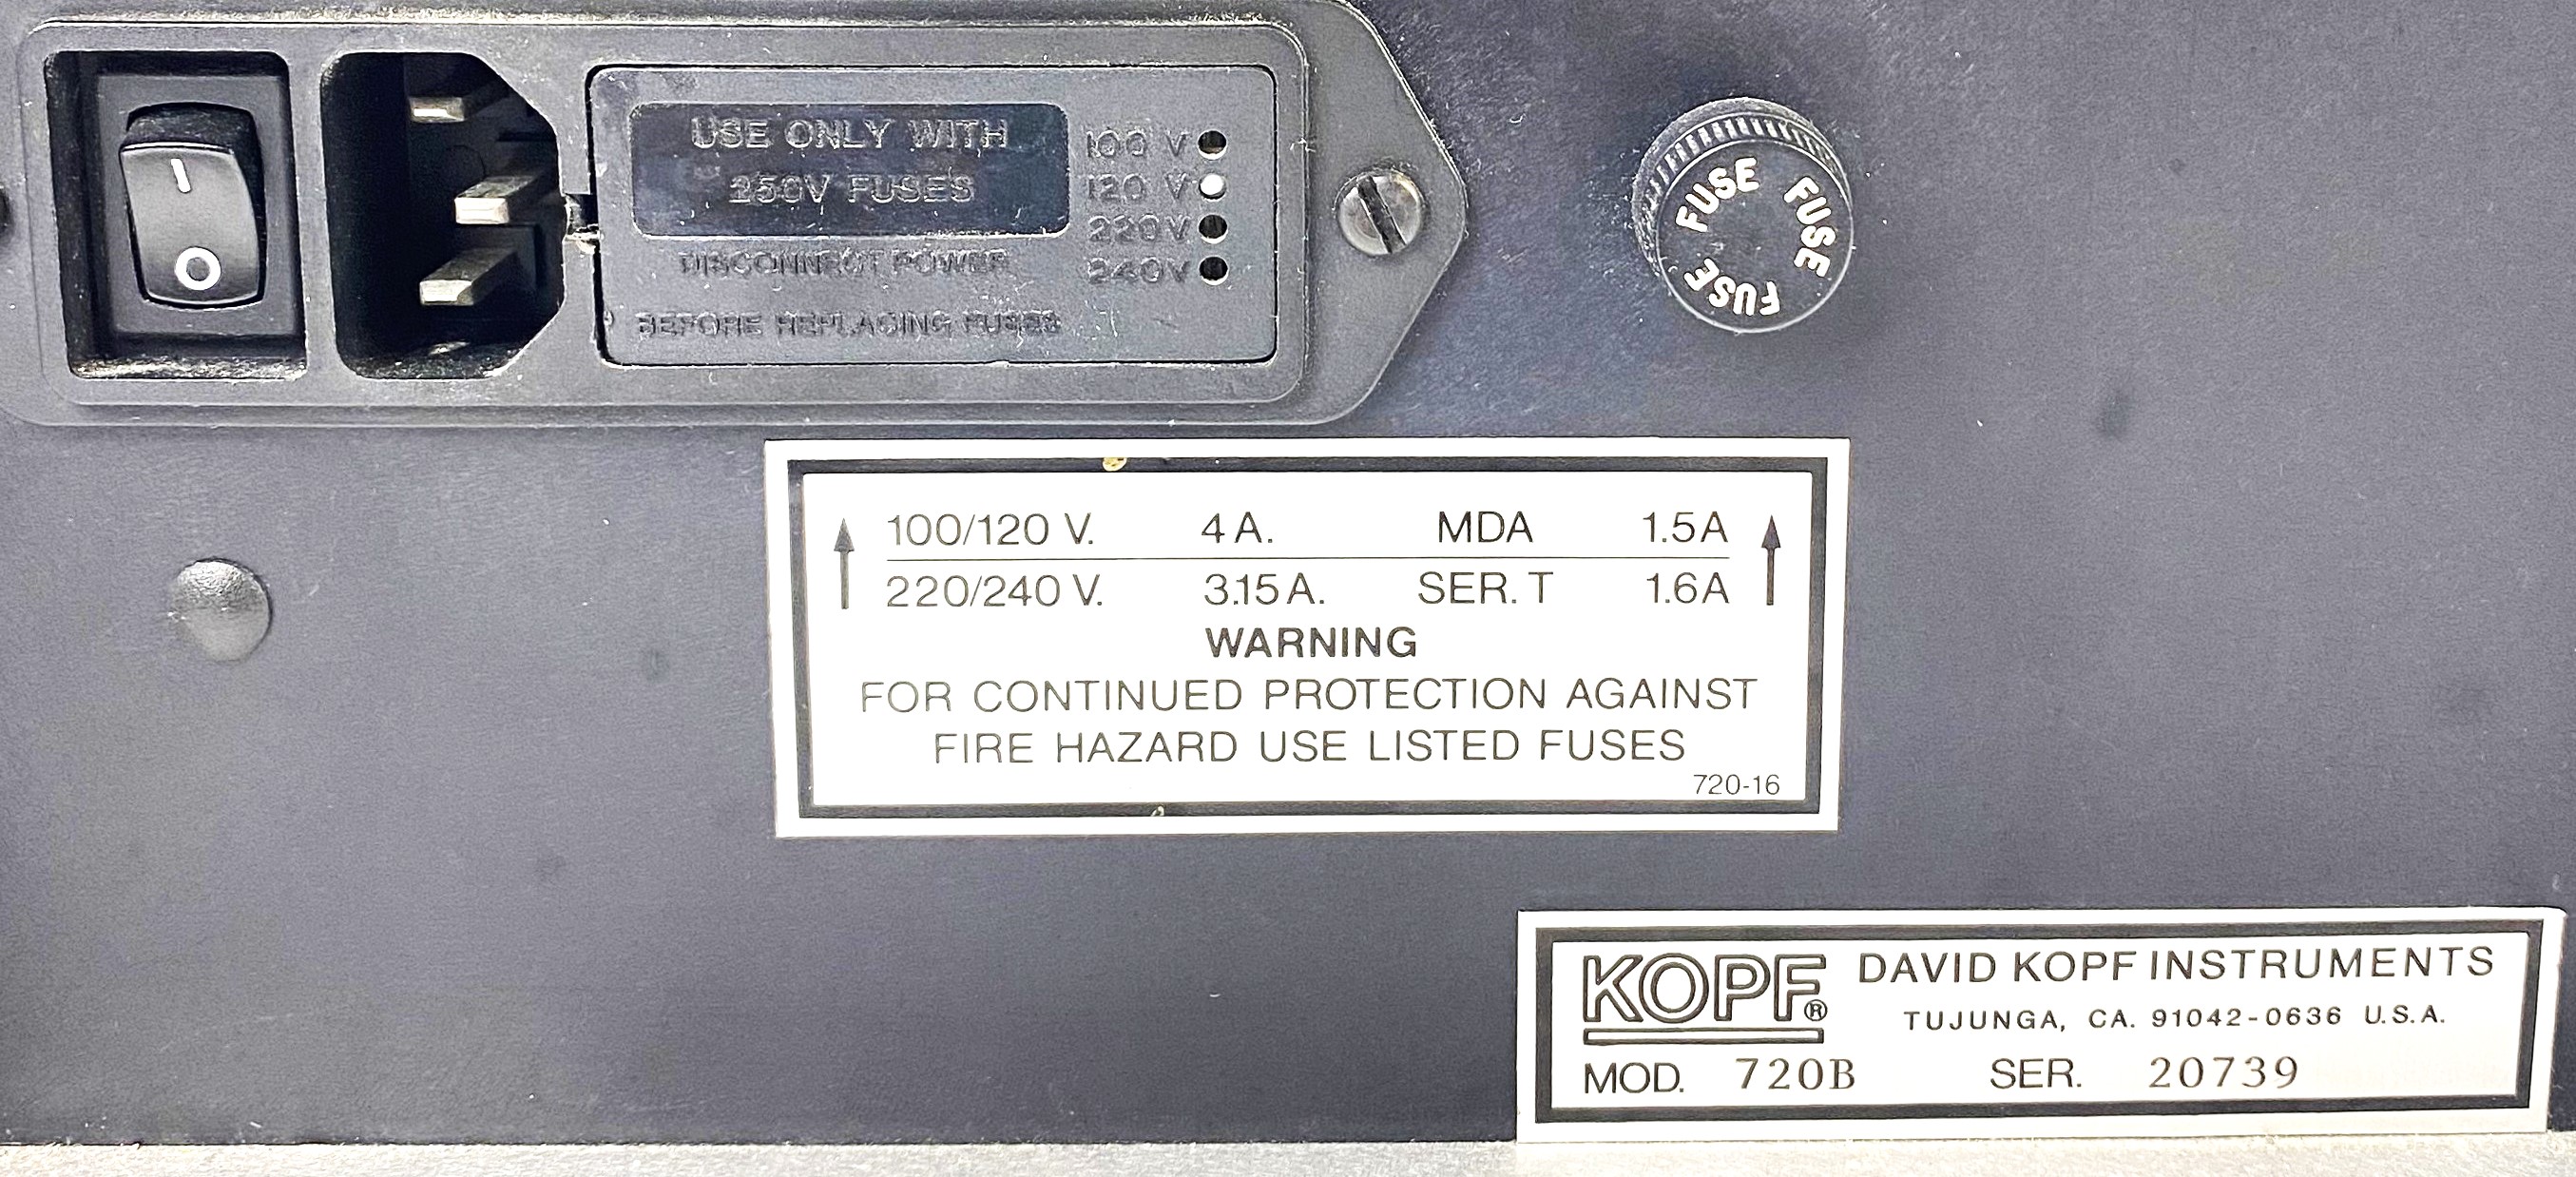 USE ONLY WITH
250V FUSES
DISCONNECT POWER
BEFORE REPLACING FUSES
100 V
120 V
220V
240V
FUSE FUSE FUSE
100/120 V. 4 A. MDA 1.5A
220/240 V. 3.15 A. SER. T 1.6A
WARNING
FOR CONTINUED PROTECTION AGAINST
FIRE HAZARD USE LISTED FUSES
720-16
KOPF® DAVID KOPF INSTRUMENTS
TUJUNGA, CA. 91042-0636 U.S.A.
MOD. 720B SER. 20739